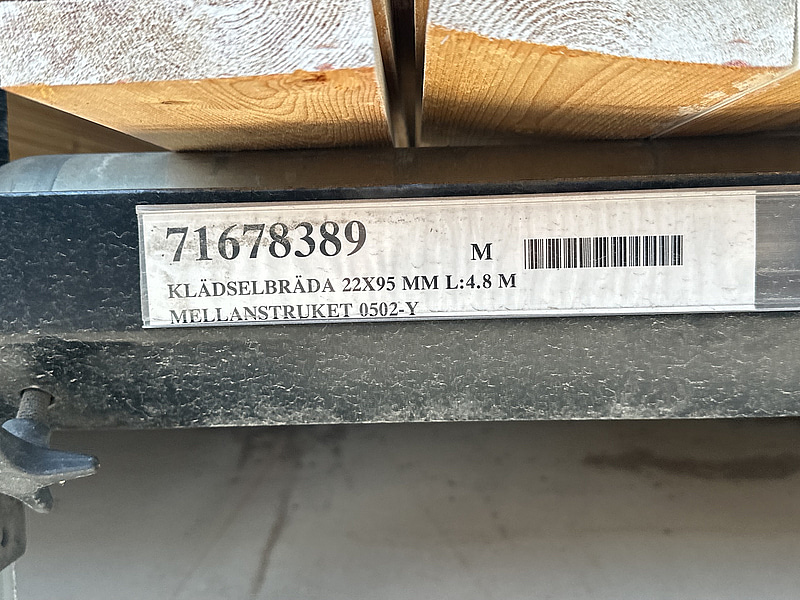 71678389 M
KLÄDSELBRÄDA 22X95 MM L:4.8 M
MELLANSTRUKET 0502-Y